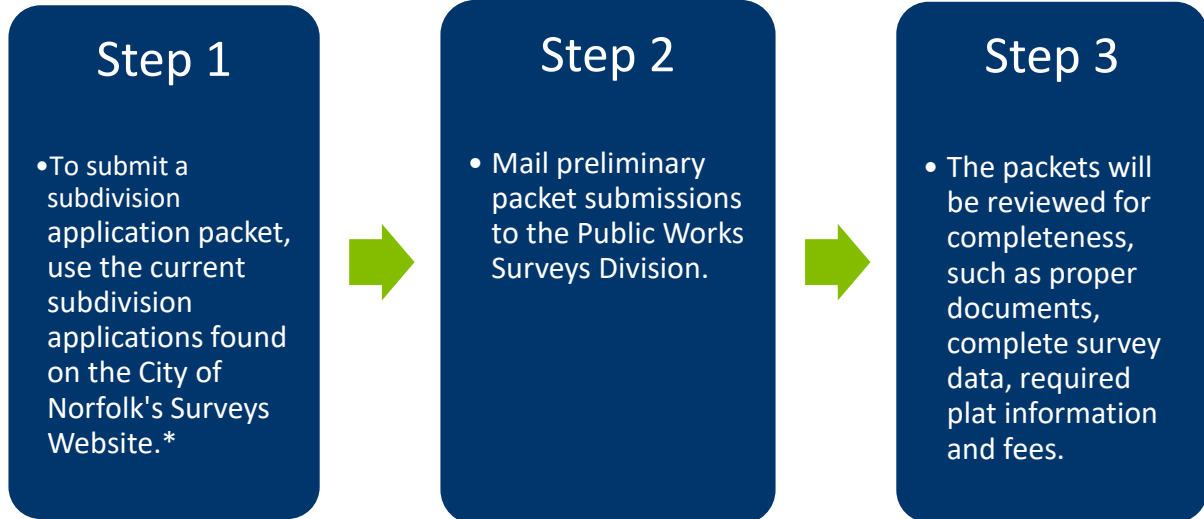 Step 1
•To submit a
subdivision
application packet,
use the current
subdivision
applications found
on the City of
Norfolk's Surveys
Website.*
Step 2
• Mail preliminary
packet submissions
to the Public Works
Surveys Division.
Step 3
• The packets will
be reviewed for
completeness,
such as proper
documents,
complete survey
data, required
plat information
and fees.